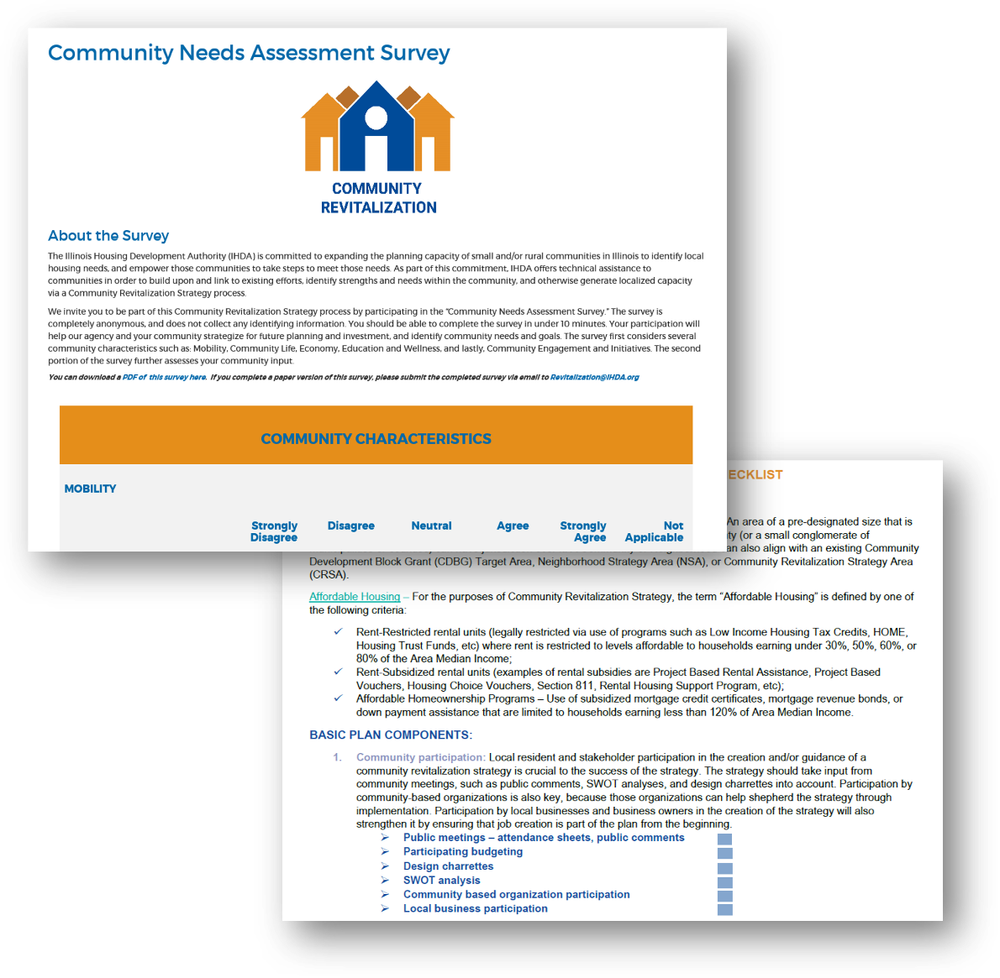 Community Needs Assessment Survey
COMMUNITY
REVITALIZATION
About the Survey
The Illinois Housing Development Authority (IHDA) is committed to expanding the planning capacity of small and/or rural communities in Illinois to identify local
housing needs, and empower those communities to take steps to meet those needs. As part of this commitment, IHDA offers technical assistance to
communities in order to build upon and link to existing efforts, identify strengths and needs within the community, and otherwise generate localized capacity
via a Community Revitalization Strategy process.
We invite you to be part of this Community Revitalization Strategy process by participating in the "Community Needs Assessment Survey." The survey is
completely anonymous, and does not collect any identifying information. You should be able to complete the survey in under 10 minutes. Your participation will
help our agency and your community strategize for future planning and investment, and identify community needs and goals. The survey first considers several
community characteristics such as: Mobility, Community Life, Economy, Education and Wellness, and lastly, Community Engagement and Initiatives. The second
portion of the survey further assesses your community input.
You can download a PDF of this survey here. If you complete a paper version of this survey, please submit the completed survey via email to Revitalization@IHDA.org
COMMUNITY CHARACTERISTICS
MOBILITY
Strongly Disagree Neutral Agree Strongly Not
Disagree Agree Applicable
ECKLIST
An area of a pre-designated size that is
ty (or a small conglomerate of
an also align with an existing Community
Development Block Grant (CDBG) Target Area, Neighborhood Strategy Area (NSA), or Community Revitalization Strategy Area
(CRSA).
Affordable Housing – For the purposes of Community Revitalization Strategy, the term "Affordable Housing" is defined by one of
the following criteria:
✓ Rent-Restricted rental units (legally restricted via use of programs such as Low Income Housing Tax Credits, HOME,
Housing Trust Funds, etc) where rent is restricted to levels affordable to households earning under 30%, 50%, 60%, or
80% of the Area Median Income;
✓ Rent-Subsidized rental units (examples of rental subsidies are Project Based Rental Assistance, Project Based
Vouchers, Housing Choice Vouchers, Section 811, Rental Housing Support Program, etc);
✓ Affordable Homeownership Programs – Use of subsidized mortgage credit certificates, mortgage revenue bonds, or
down payment assistance that are limited to households earning less than 120% of Area Median Income.
BASIC PLAN COMPONENTS:
1. Community participation: Local resident and stakeholder participation in the creation and/or guidance of a
community revitalization strategy is crucial to the success of the strategy. The strategy should take input from
community meetings, such as public comments, SWOT analyses, and design charrettes into account. Participation by
community-based organizations is also key, because those organizations can help shepherd the strategy through
implementation. Participation by local businesses and business owners in the creation of the strategy will also
strengthen it by ensuring that job creation is part of the plan from the beginning.
➢ Public meetings – attendance sheets, public comments
➢ Participating budgeting
➢ Design charrettes
➢ SWOT analysis
➢ Community based organization participation
➢ Local business participation